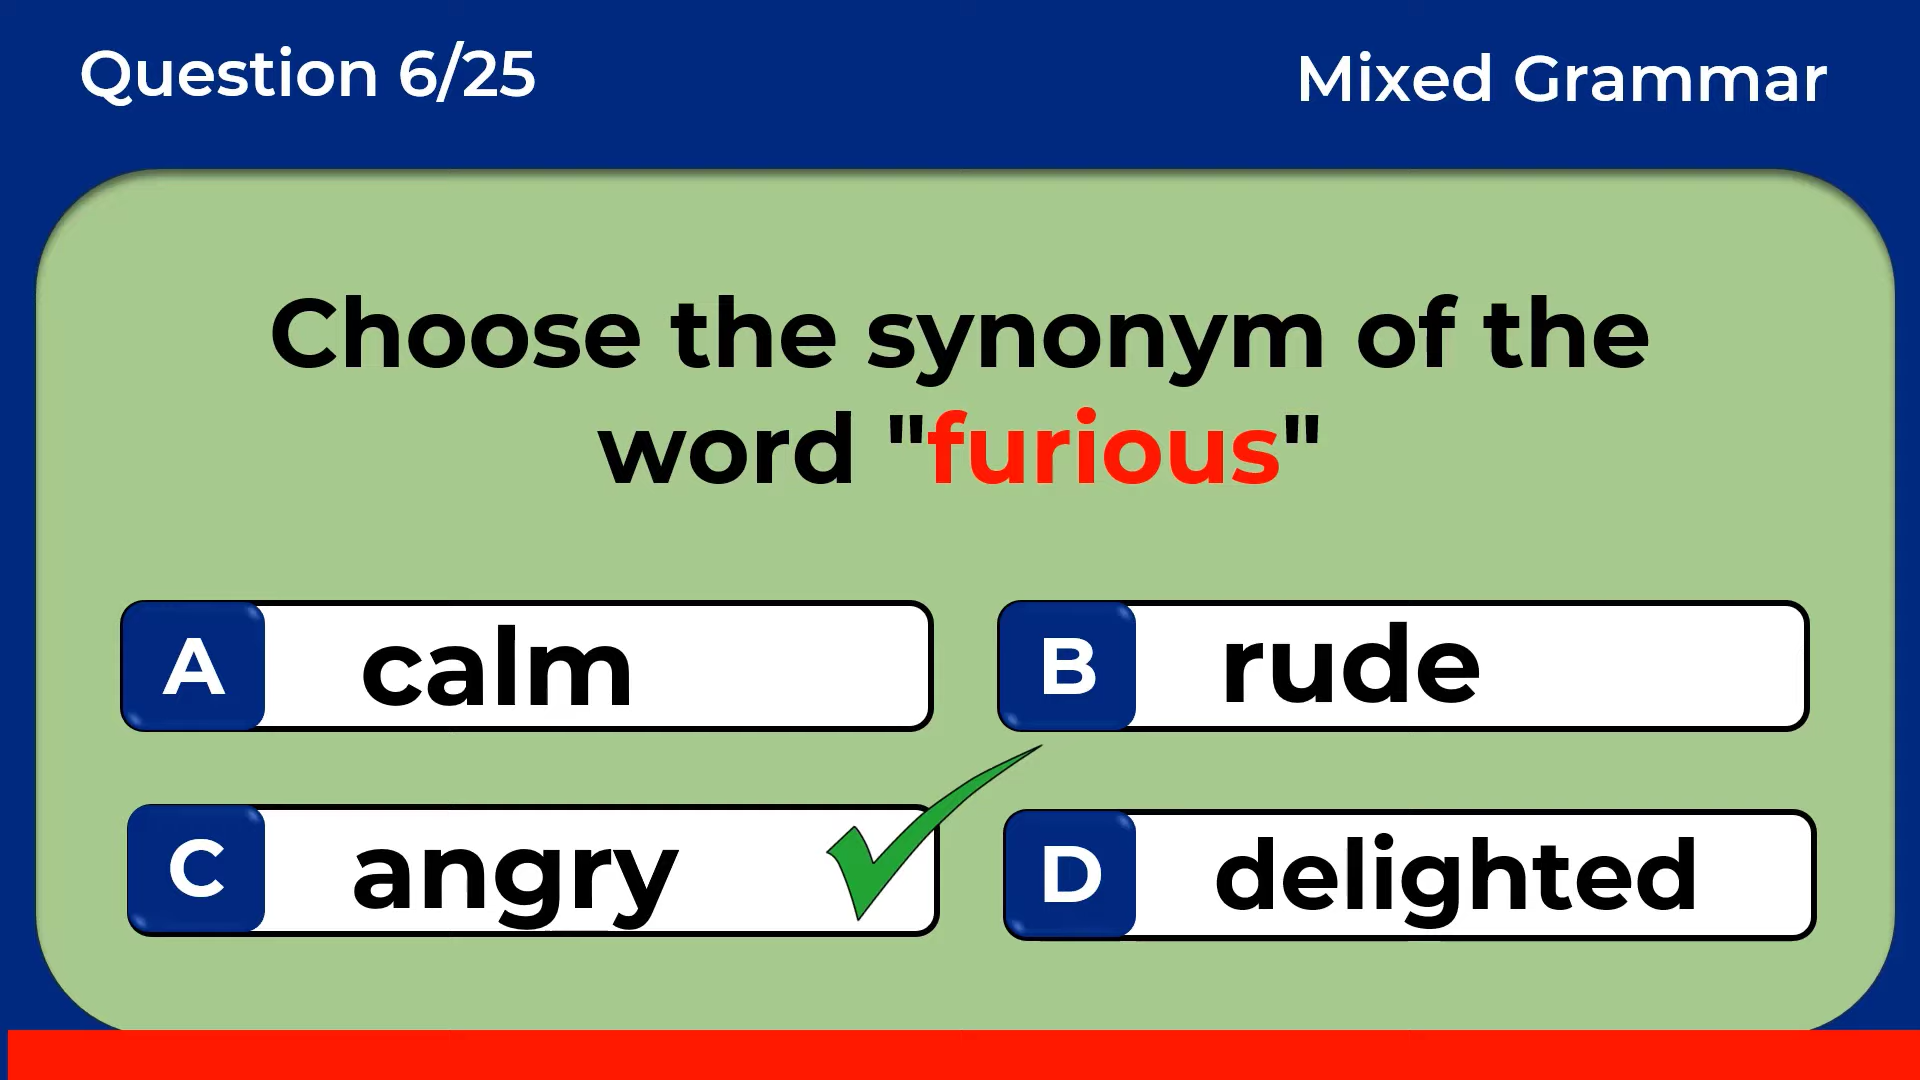 Question 6/25
Mixed Grammar
Choose the synonym of the
word "furious"
A calm
B rude
C angry
D delighted